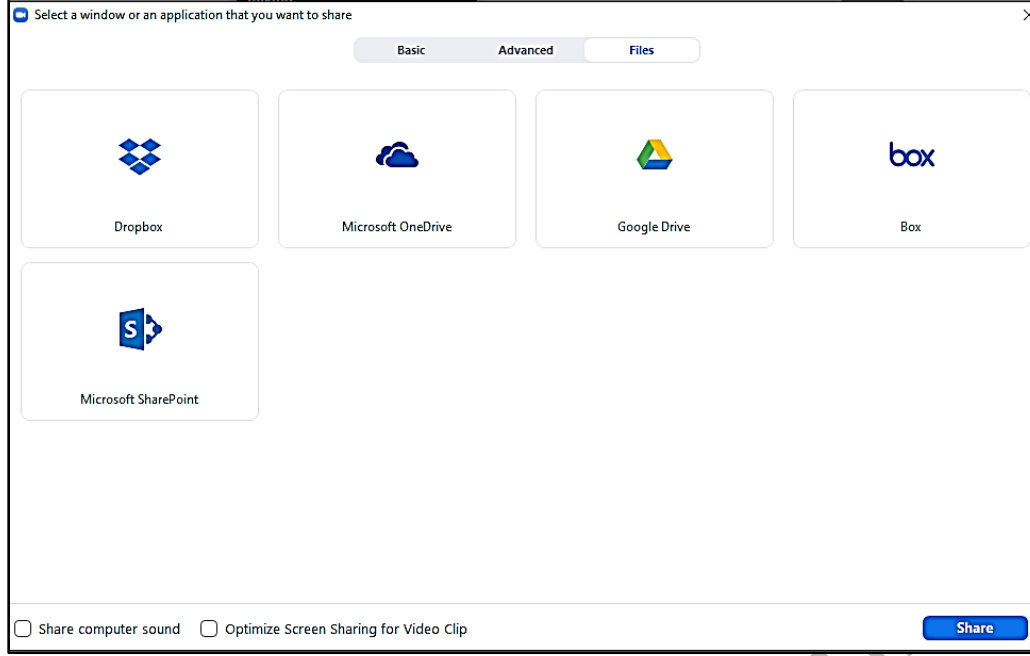 Select a window or an application that you want to share
Basic Advanced Files
Dropbox Microsoft OneDrive Google Drive box Box
S
Microsoft SharePoint
Share computer sound Optimize Screen Sharing for Video Clip Share